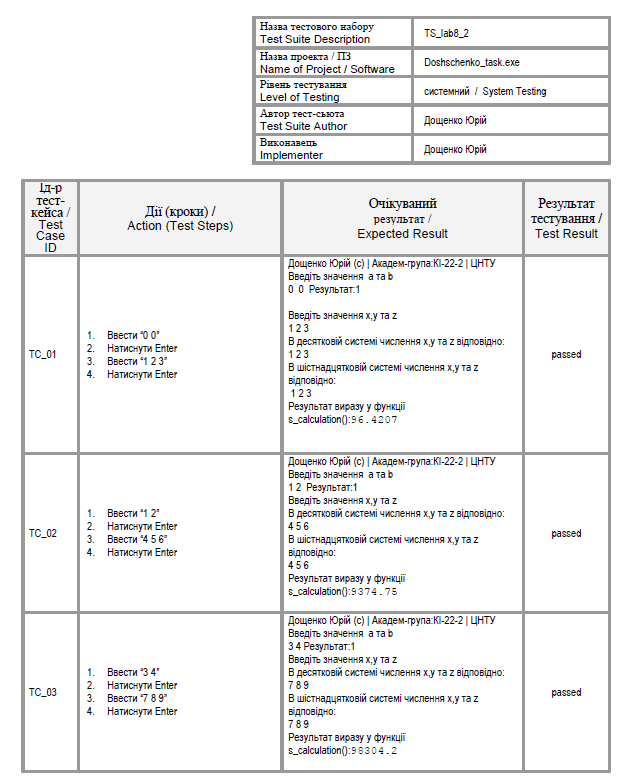 Назва тестового набору
Test Suite Description
TS_lab8_2
Назва проекта / ПЗ
Name of Project / Software
Doshschenko_task.exe
Рівень тестування
Level of Testing
системний / System Testing
Автор тест-сьюта
Test Suite Author
Дощенко Юрій
Виконавець
Implementer
Дощенко Юрій
Ід-р
тест-
кейса /
Test
Case
ID
Дії (кроки) /
Action (Test Steps)
Очікуваний
результат /
Expected Result
Результат
тестування /
Test Result
TC_01
1. Ввести “0 0”
2. Натиснути Enter
3. Ввести “1 2 3”
4. Натиснути Enter
Дощенко Юрій (с) | Академ-група:КІ-22-2 | ЦНТУ
Введіть значення а та b
0 0 Результат:1
Введіть значення x,y та z
1 2 3
В десятковій системі числення x,y та z відповідно:
1 2 3
В шістнадцятковій системі числення x,y та z
відповідно:
1 2 3
Результат виразу у функції
s_calculation():96.4207
passed
TC_02
1. Ввести “1 2”
2. Натиснути Enter
3. Ввести “4 5 6”
4. Натиснути Enter
Дощенко Юрій (с) | Академ-група:КІ-22-2 | ЦНТУ
Введіть значення а та b
1 2 Результат:1
Введіть значення x,y та z
В десятковій системі числення x,y та z відповідно:
4 5 6
В шістнадцятковій системі числення x,y та z
відповідно:
4 5 6
Результат виразу у функції
s_calculation():9374.75
passed
TC_03
1. Ввести “3 4”
2. Натиснути Enter
3. Ввести “7 8 9”
4. Натиснути Enter
Дощенко Юрій (с) | Академ-група:КІ-22-2 | ЦНТУ
Введіть значення а та b
3 4 Результат:1
Введіть значення x,y та z
В десятковій системі числення x,y та z відповідно:
7 8 9
В шістнадцятковій системі числення x,y та z
відповідно:
7 8 9
Результат виразу у функції
s_calculation():98304.2
passed